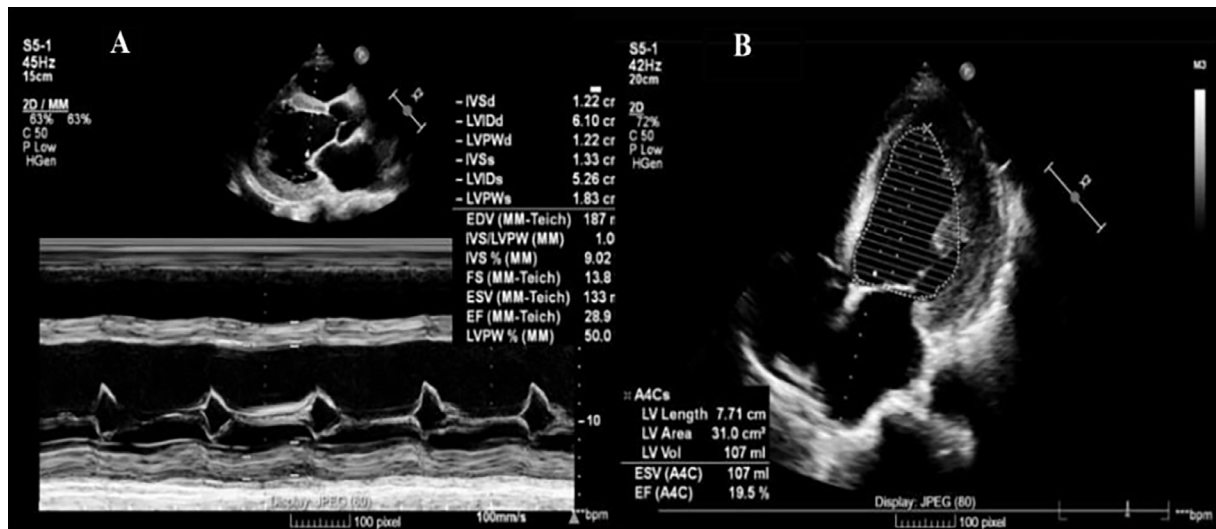 A
S5-1
45Hz
15cm
2D / MM
63% 63%
C 50
P Low
HGen
IVSd 1.22 cr
LVIDd 6.10 cr
LVPWd 1.22 cr
IVSs 1.33 cr
LVIDs 5.26 cr
LVPWs 1.83 cr
EDV (MM-Teich) 187 r
IVS/LVPW (MM) 1.0
IVS % (MM) 9.02
FS (MM-Teich) 13.8
ESV (MM-Teich) 133 r
EF (MM-Teich) 28.9
LVPW % (MM) 50.0
-10
Display: JPEG (80)
100 pixel
100mm/s
***bpm
B
S5-1
42Hz
20cm
2D
72%
C 50
P Low
HGen
M3
A4Cs
LV Length 7.71 cm
LV Area 31.0 cm²
LV Vol 107 ml
ESV (A4C) 107 ml
EF (A4C) 19.5 %
Display: JPEG (80)
100 pixel
***bpm